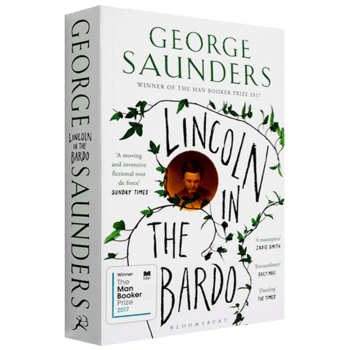 GEORGE
SAUNDERS
WINNER OF THE MAN BOOKER PRIZE 2017
LINCOLN
IN
THE
BARDO
'A moving
and inventive
fictional tour
de force'
SUNDAY TIMES
'A masterpiece'
ZADIE SMITH
'Extraordinary'
DAILY MAIL
'Dazzling'
THE TIMES
Winner
The
Man
Booker
Prize
2017
Man
BLOOMSBURY
GEORGE
LINCOLN
IN THE
BARDO
SAUNDERS